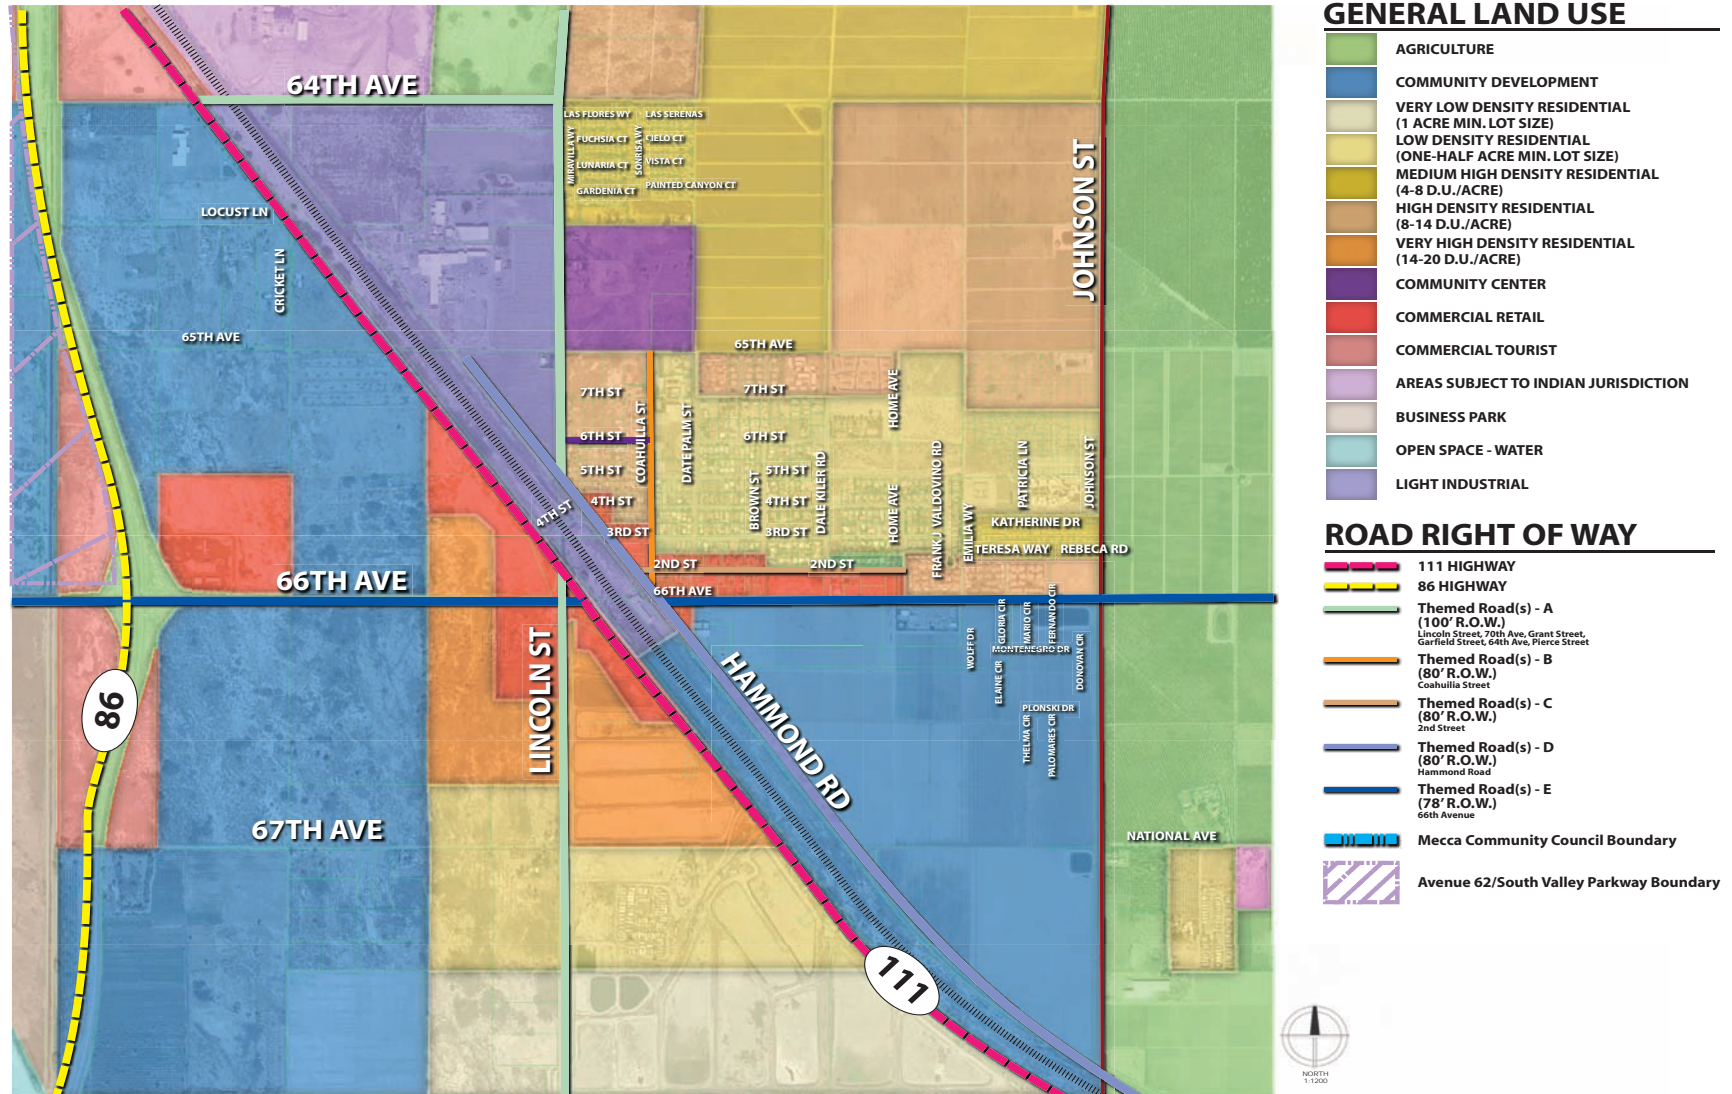 64TH AVE
LAS FLORES WY
LAS SERENAS
MIRAVILLA WY
FUCHSIA CT
SONRISA WY
CIELO CT
LUNARIA CT
VISTA CT
GARDENIA CT
PAINTED CANYON CT
JOHNSON ST
LOCUST LN
CRICKET LN
65TH AVE
65TH AVE
7TH ST
7TH ST
COAHUILLA ST
DATE PALM ST
HOME AVE
6TH ST
6TH ST
5TH ST
5TH ST
4TH ST
4TH ST
4TH ST
3RD ST
3RD ST
BROWN ST
DALE KILER RD
HOME AVE
FRANK J VALDOVINO RD
EMILIA WY
PATRICIA LN
JOHNSON ST
KATHERINE DR
TERESA WAY
REBECA RD
2ND ST
2ND ST
66TH AVE
66TH AVE
WOLFF DR
GLORIA CIR
MARIO CIR
FERNANDO CIR
MONTENEGRO DR
ELAINE CIR
DONOVAN CIR
PLONSKI DR
THELMA CIR
PALOMARES CIR
LINCOLN ST
HAMMOND RD
86
67TH AVE
NATIONAL AVE
111
GENERAL LAND USE
AGRICULTURE
COMMUNITY DEVELOPMENT
VERY LOW DENSITY RESIDENTIAL
(1 ACRE MIN. LOT SIZE)
LOW DENSITY RESIDENTIAL
(ONE-HALF ACRE MIN. LOT SIZE)
MEDIUM HIGH DENSITY RESIDENTIAL
(4-8 D.U./ACRE)
HIGH DENSITY RESIDENTIAL
(8-14 D.U./ACRE)
VERY HIGH DENSITY RESIDENTIAL
(14-20 D.U./ACRE)
COMMUNITY CENTER
COMMERCIAL RETAIL
COMMERCIAL TOURIST
AREAS SUBJECT TO INDIAN JURISDICTION
BUSINESS PARK
OPEN SPACE - WATER
LIGHT INDUSTRIAL
ROAD RIGHT OF WAY
111 HIGHWAY
86 HIGHWAY
Themed Road(s) - A
(100' R.O.W.)
Lincoln Street, 70th Ave, Grant Street,
Garfield Street, 64th Ave, Pierce Street
Themed Road(s) - B
(80' R.O.W.)
Coahuilia Street
Themed Road(s) - C
(80' R.O.W.)
2nd Street
Themed Road(s) - D
(80' R.O.W.)
Hammond Road
Themed Road(s) - E
(78' R.O.W.)
66th Avenue
Mecca Community Council Boundary
Avenue 62/South Valley Parkway Boundary
NORTH
1:1200